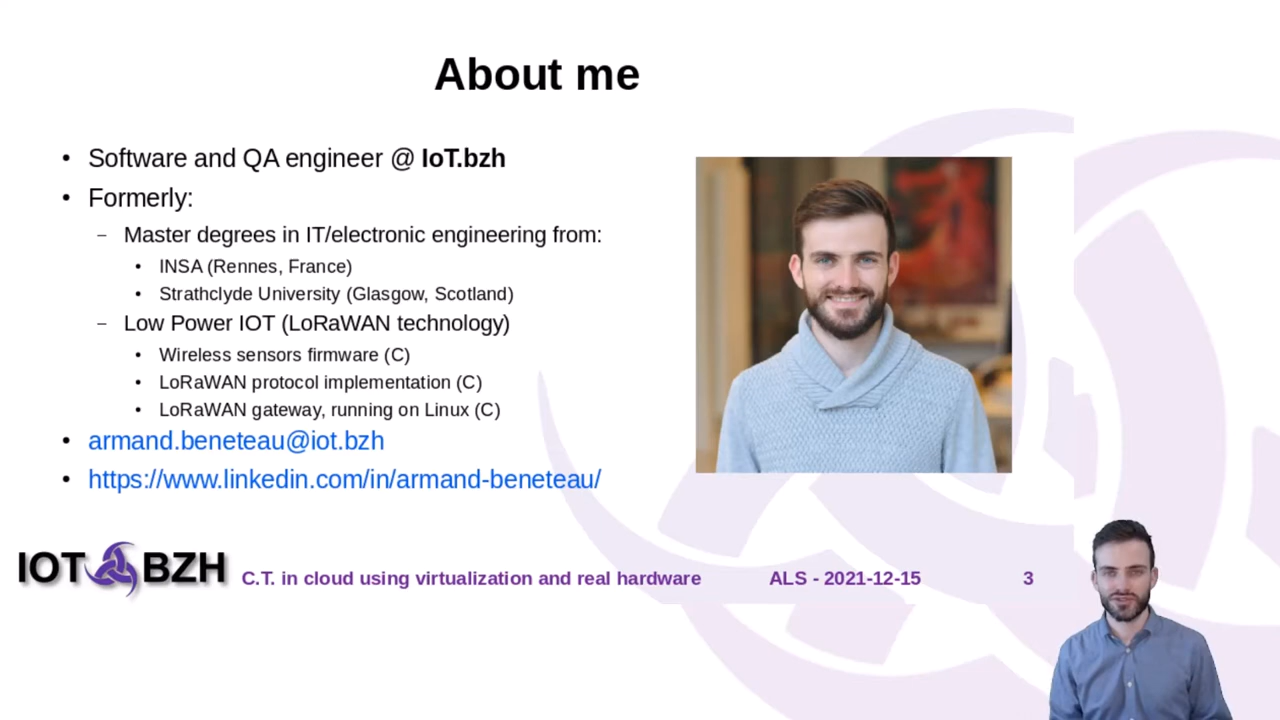 About me
• Software and QA engineer @ IoT.bzh
• Formerly:
– Master degrees in IT/electronic engineering from:
• INSA (Rennes, France)
• Strathclyde University (Glasgow, Scotland)
– Low Power IOT (LoRaWAN technology)
• Wireless sensors firmware (C)
• LoRaWAN protocol implementation (C)
• LoRaWAN gateway, running on Linux (C)
• armand.beneteau@iot.bzh
• https://www.linkedin.com/in/armand-beneteau/
IOT BZH C.T. in cloud using virtualization and real hardware ALS - 2021-12-15 3